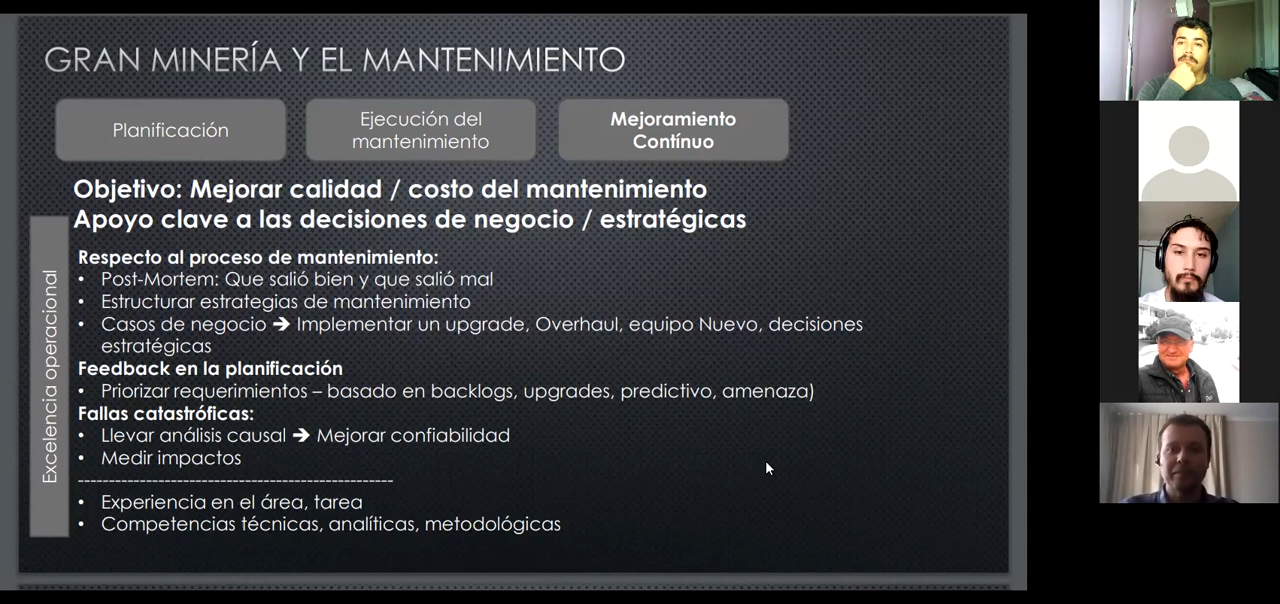 GRAN MINERÍA Y EL MANTENIMIENTO
Planificación
Ejecución del
mantenimiento
Mejoramiento
Contínuo
Objetivo: Mejorar calidad / costo del mantenimiento
Apoyo clave a las decisiones de negocio / estratégicas
Excelencia operacional
Respecto al proceso de mantenimiento:
• Post-Mortem: Que salió bien y que salió mal
• Estructurar estrategias de mantenimiento
• Casos de negocio ➔ Implementar un upgrade, Overhaul, equipo Nuevo, decisiones
estratégicas
Feedback en la planificación
• Priorizar requerimientos – basado en backlogs, upgrades, predictivo, amenaza)
Fallas catastróficas:
• Llevar análisis causal ➔ Mejorar confiabilidad
• Medir impactos
---------------------------------------------------
• Experiencia en el área, tarea
• Competencias técnicas, analíticas, metodológicas